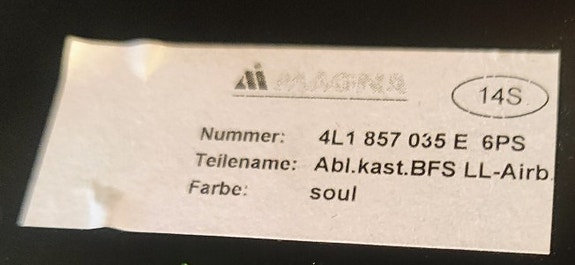 MAGNA
14S
Nummer: 4L1 857 035 E 6PS
Teilename: Abl.kast.BFS LL-Airb
Farbe: soul